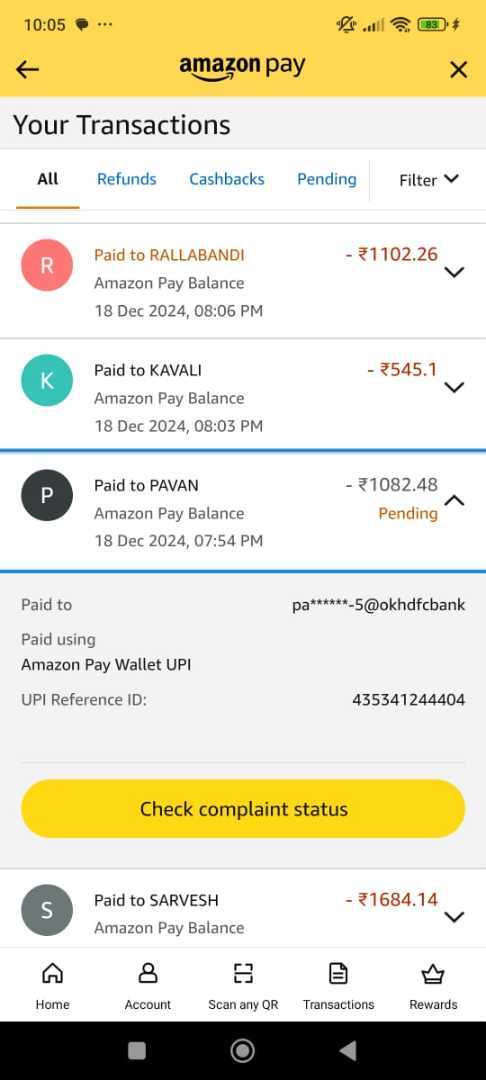 10:05
83
amazon pay
Your Transactions
All Refunds Cashbacks Pending Filter
R
Paid to RALLABANDI - ₹1102.26
Amazon Pay Balance
18 Dec 2024, 08:06 PM
K
Paid to KAVALI - ₹545.1
Amazon Pay Balance
18 Dec 2024, 08:03 PM
P
Paid to PAVAN - ₹1082.48
Amazon Pay Balance Pending
18 Dec 2024, 07:54 PM
Paid to pa******-5@okhdfcbank
Paid using
Amazon Pay Wallet UPI
UPI Reference ID: 435341244404
Check complaint status
S
Paid to SARVESH - ₹1684.14
Amazon Pay Balance
Home Account Scan any QR Transactions Rewards